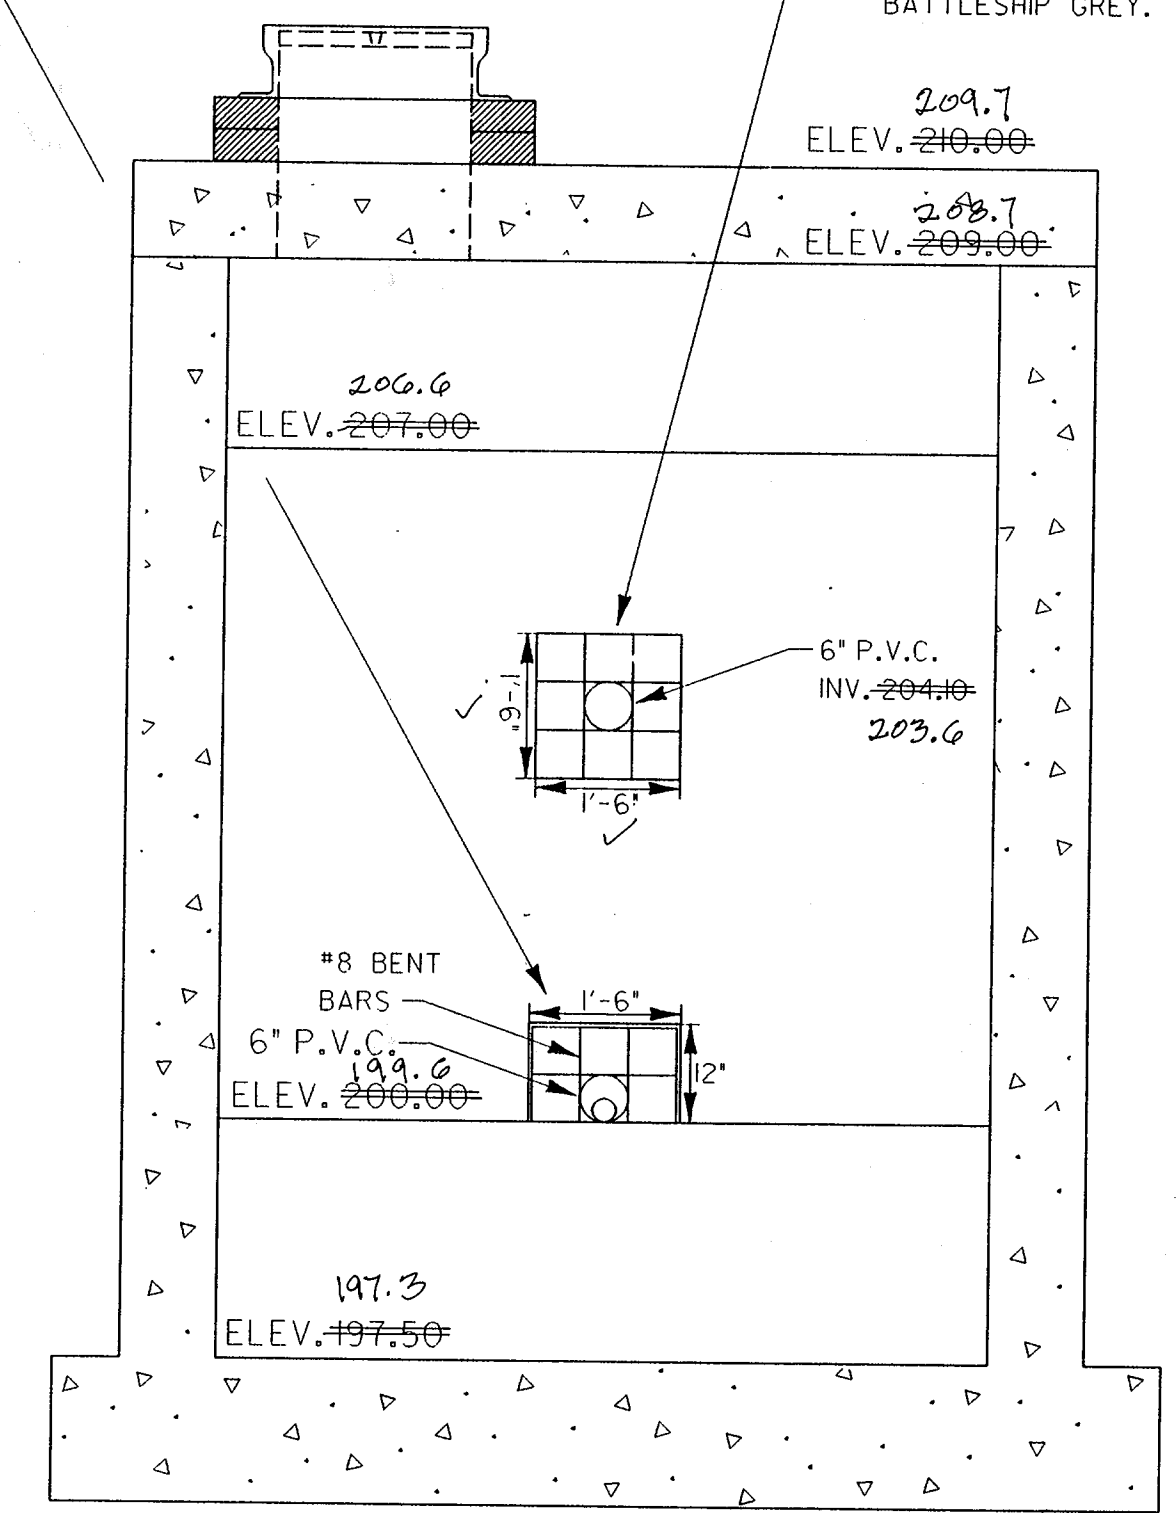 BATTLESHIP GREY.
209.7
ELEV. 210.00
208.7
ELEV. 209.00
206.6
ELEV. 207.00
6" P.V.C.
INV. 204.10
203.6
1'-6"
1'-6"
#8 BENT
BARS
1'-6"
6" P.V.C.
12"
199.6
ELEV. 200.00
197.3
ELEV. 197.50